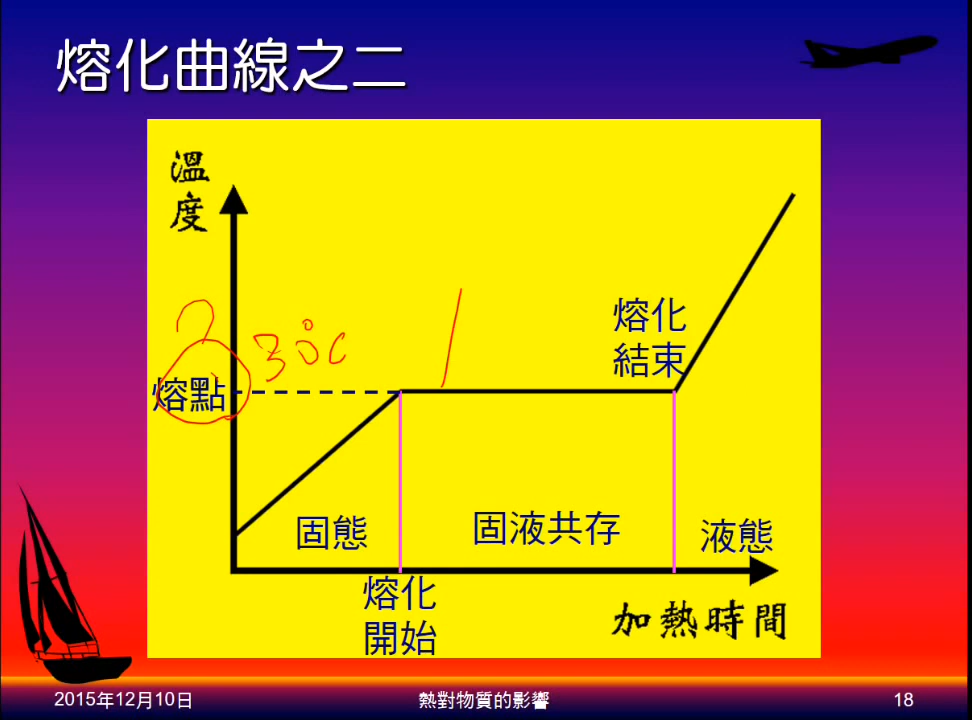 熔化曲線之二
溫度
30°C
熔點
熔化
結束
固態
固液共存
液態
熔化
開始
加熱時間
2015年12月10日
熱對物質的影響
18